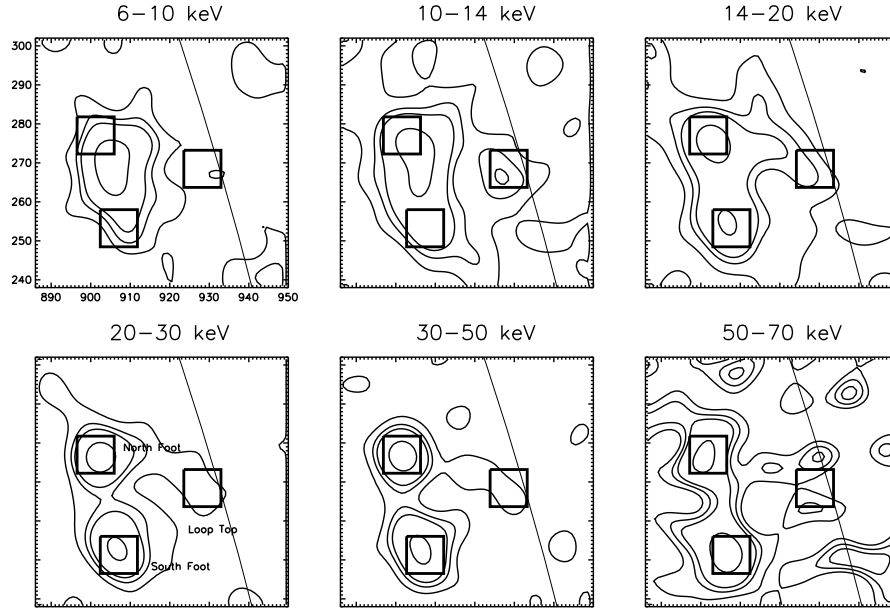 6–10 keV
10–14 keV
14–20 keV
300
290
280
270
260
250
240
890 900 910 920 930 940 950
20–30 keV
30–50 keV
50–70 keV
North Foot
Loop Top
South Foot